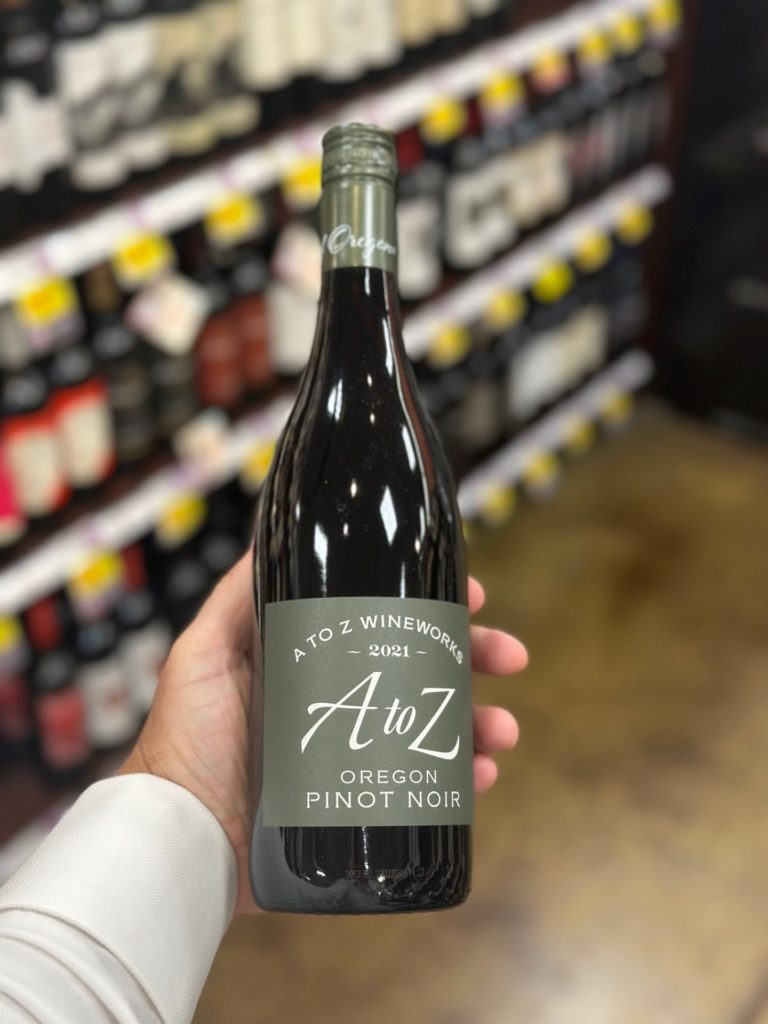 Oregon
A TO Z WINEWORKS
~ 2021 ~
A to Z
OREGON
PINOT NOIR